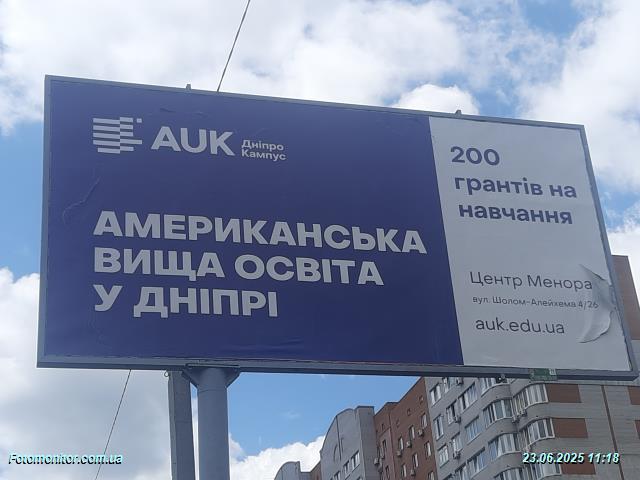 AUK Дніпро
Кампус
АМЕРИКАНСЬКА
ВИЩА ОСВІТА
У ДНІПРІ
200
грантів на
навчання
Центр Менора
вул. Шолом-Алейхема 4/26
auk.edu.ua
Fotomonitor.com.ua
23.06.2025 11:18